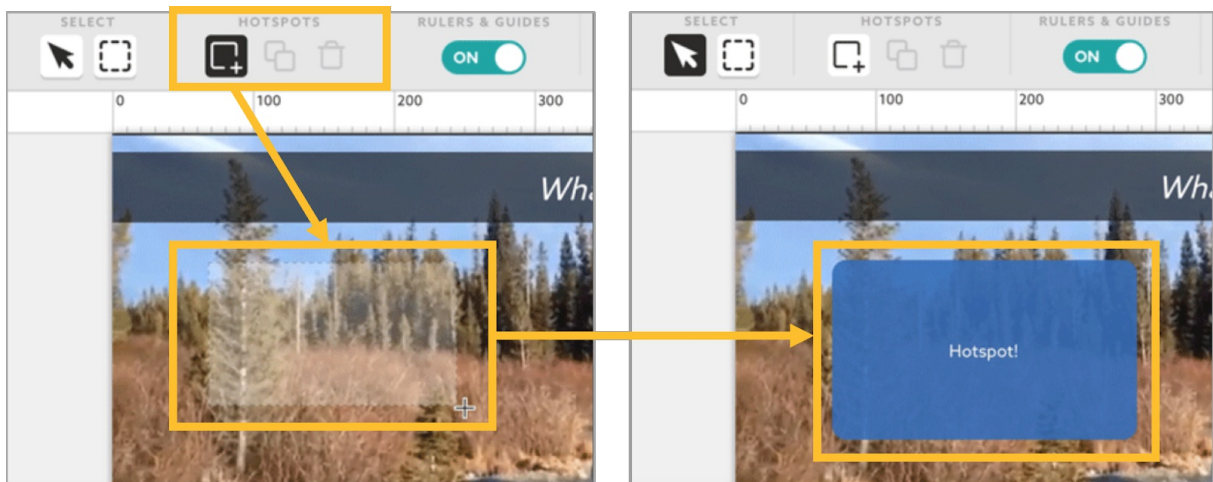 SELECT
HOTSPOTS
RULERS & GUIDES
ON
0
100
200
300
SELECT
HOTSPOTS
RULERS & GUIDES
ON
0
100
200
300
Hotspot!